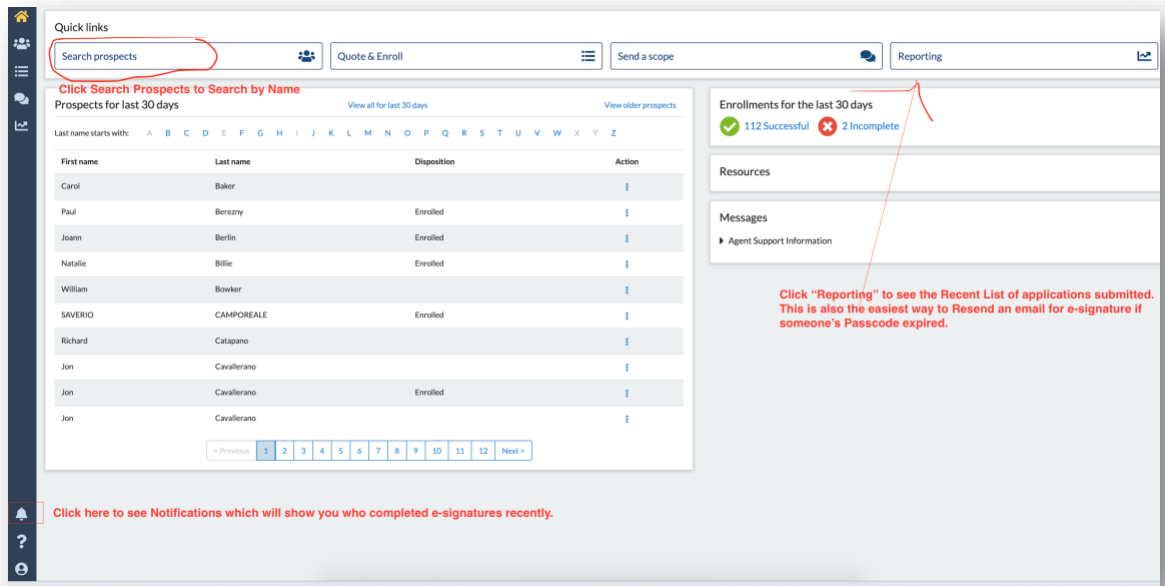 Quick links
Search prospects
Quote & Enroll
Send a scope
Reporting
Click Search Prospects to Search by Name
Prospects for last 30 days
View all for last 30 days
View older prospects
Last name starts with: A B C D E F G H I J K L M N O P Q R S T U V W X Y Z
First name Last name Disposition Action
Carol Baker
Paul Berezny Enrolled
Joann Berlin Enrolled
Natalie Billie Enrolled
William Bowker
SAVERIO CAMPOREALE Enrolled
Richard Catapano
Jon Cavallerano
Jon Cavallerano Enrolled
Jon Cavallerano
< Previous 1 2 3 4 5 6 7 8 9 10 11 12 Next >
Enrollments for the last 30 days
112 Successful 2 Incomplete
Resources
Messages
Agent Support Information
Click “Reporting” to see the Recent List of applications submitted.
This is also the easiest way to Resend an email for e-signature if
someone's Passcode expired.
Click here to see Notifications which will show you who completed e-signatures recently.